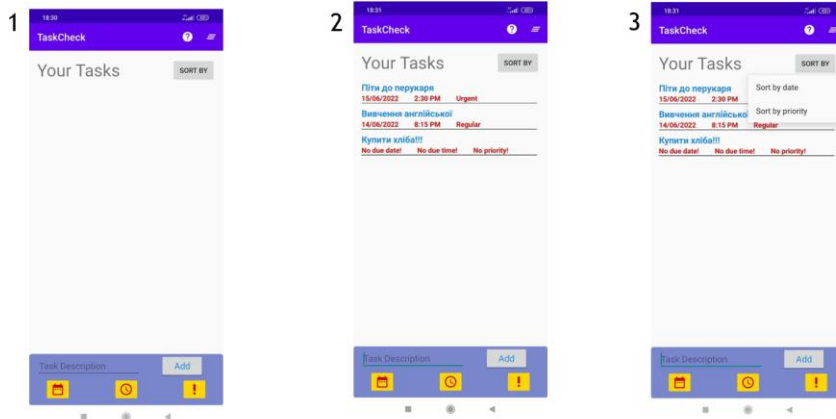 1
18:30
TaskCheck
Your Tasks
SORT BY
Task Description
Add
2
18:31
TaskCheck
Your Tasks
SORT BY
Піти до перукаря
15/06/2022 2:30 PM Urgent
Вивчення англійської
14/06/2022 8:15 PM Regular
Купити хліба!!!
No due date! No due time! No priority!
Task Description
Add
3
18:31
TaskCheck
Your Tasks
SORT BY
Sort by date
Sort by priority
Піти до перукаря
15/06/2022 2:30 PM
Вивчення англійсько
14/06/2022 8:15 PM Regular
Купити хліба!!!
No due date! No due time! No priority!
Task Description
Add